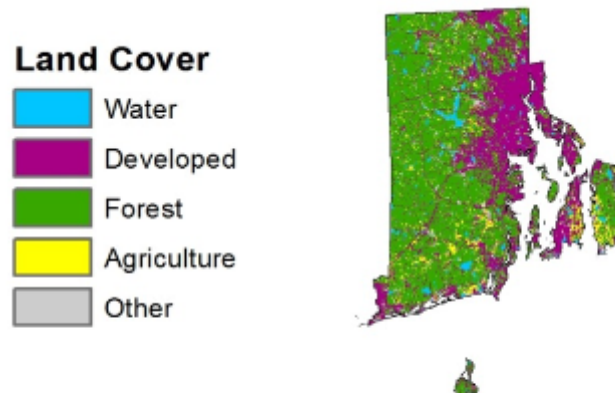 Land Cover
Water
Developed
Forest
Agriculture
Other